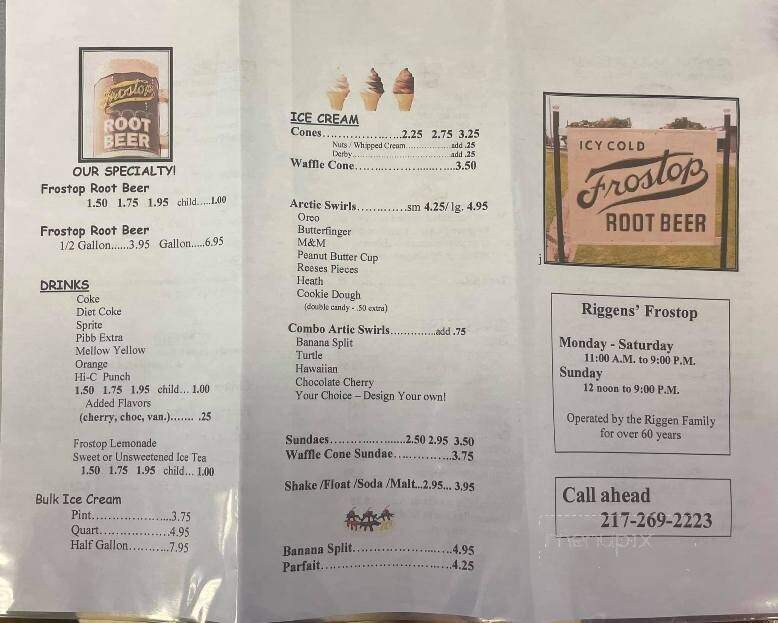 Frostop
ROOT
BEER
OUR SPECIALTY!
Frostop Root Beer
1.50 1.75 1.95 child.....1.00
Frostop Root Beer
1/2 Gallon......3.95 Gallon.....6.95
DRINKS
Coke
Diet Coke
Sprite
Pibb Extra
Mellow Yellow
Orange
Hi-C Punch
1.50 1.75 1.95 child... 1.00
Added Flavors
(cherry, choc, van.)....... .25
Frostop Lemonade
Sweet or Unsweetened Ice Tea
1.50 1.75 1.95 child... 1.00
Bulk Ice Cream
Pint....................3.75
Quart..................4.95
Half Gallon...........7.95
ICE CREAM
Cones....................2.25 2.75 3.25
Nuts / Whipped Cream................add .25
Derby..................................add .25
Waffle Cone..........................3.50
Arctic Swirls.............sm 4.25/ lg. 4.95
Oreo
Butterfinger
M&M
Peanut Butter Cup
Reeses Pieces
Heath
Cookie Dough
(double candy - .50 extra)
Combo Artic Swirls.............add .75
Banana Split
Turtle
Hawaiian
Chocolate Cherry
Your Choice – Design Your own!
Sundaes...................2.50 2.95 3.50
Waffle Cone Sundae...............3.75
Shake /Float /Soda /Malt...2.95... 3.95
Banana Split.........................4.95
Parfait.................................4.25
ICY COLD
Frostop
ROOT BEER
j
Riggens' Frostop
Monday - Saturday
11:00 A.M. to 9:00 P.M.
Sunday
12 noon to 9:00 P.M.
Operated by the Riggen Family
for over 60 years
Call ahead
217-269-2223
menupix